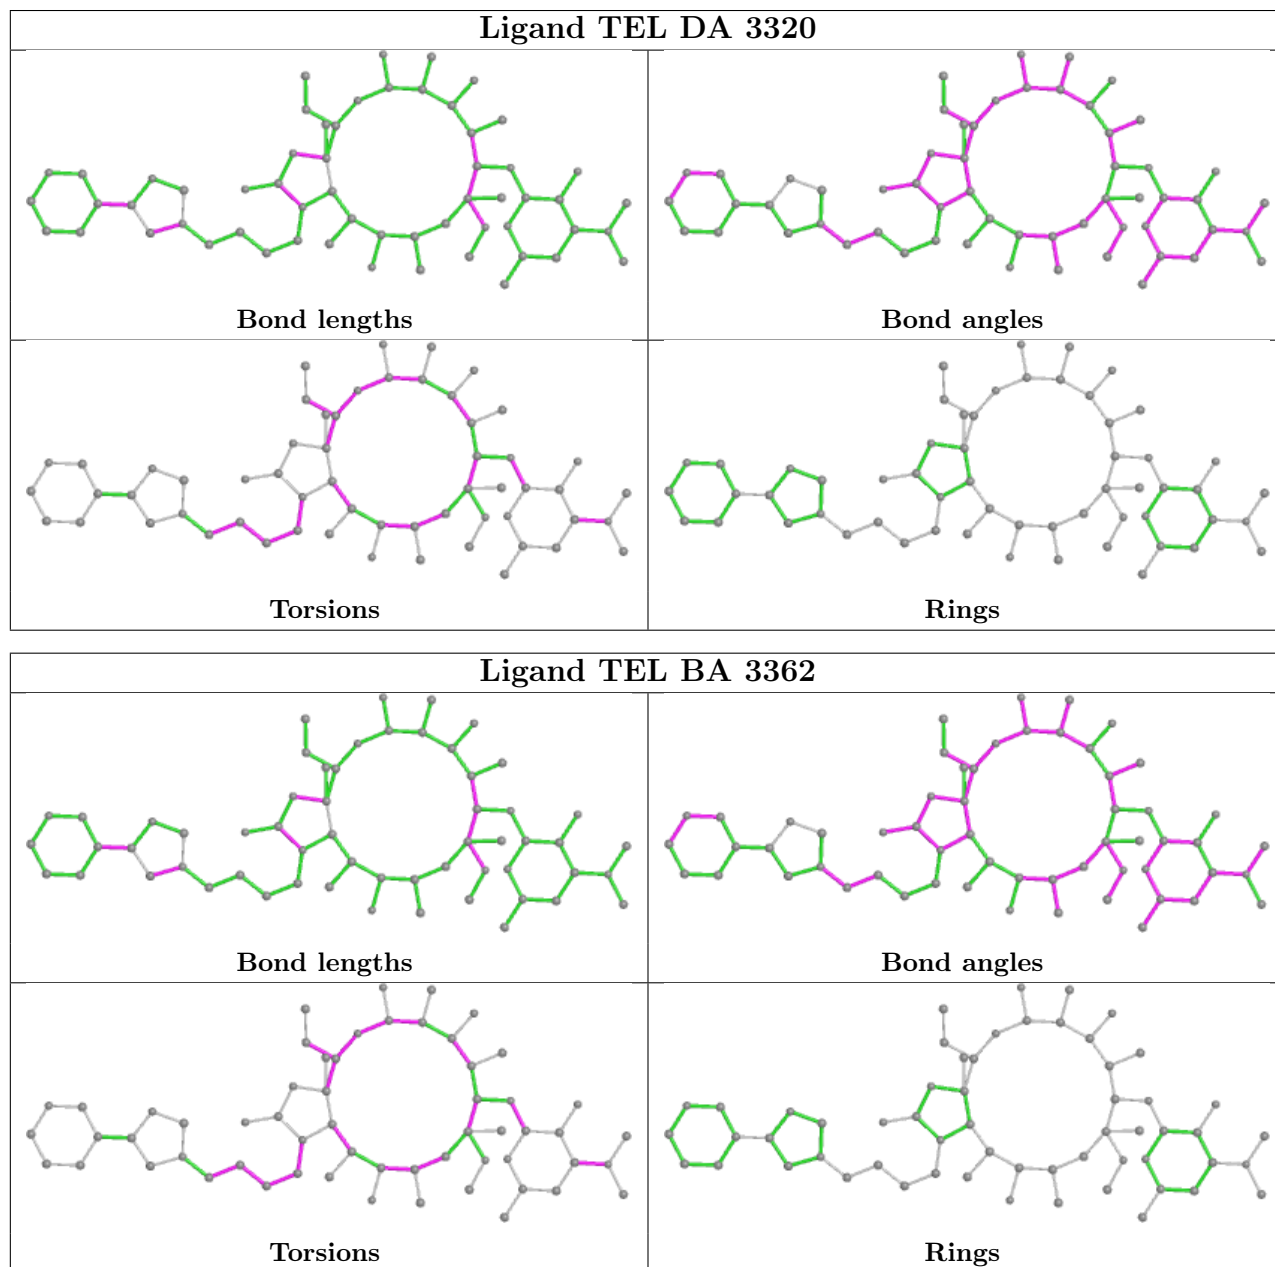 Ligand TEL DA 3320
Bond lengths
Bond angles
Torsions
Rings
Ligand TEL BA 3362
Bond lengths
Bond angles
Torsions
Rings